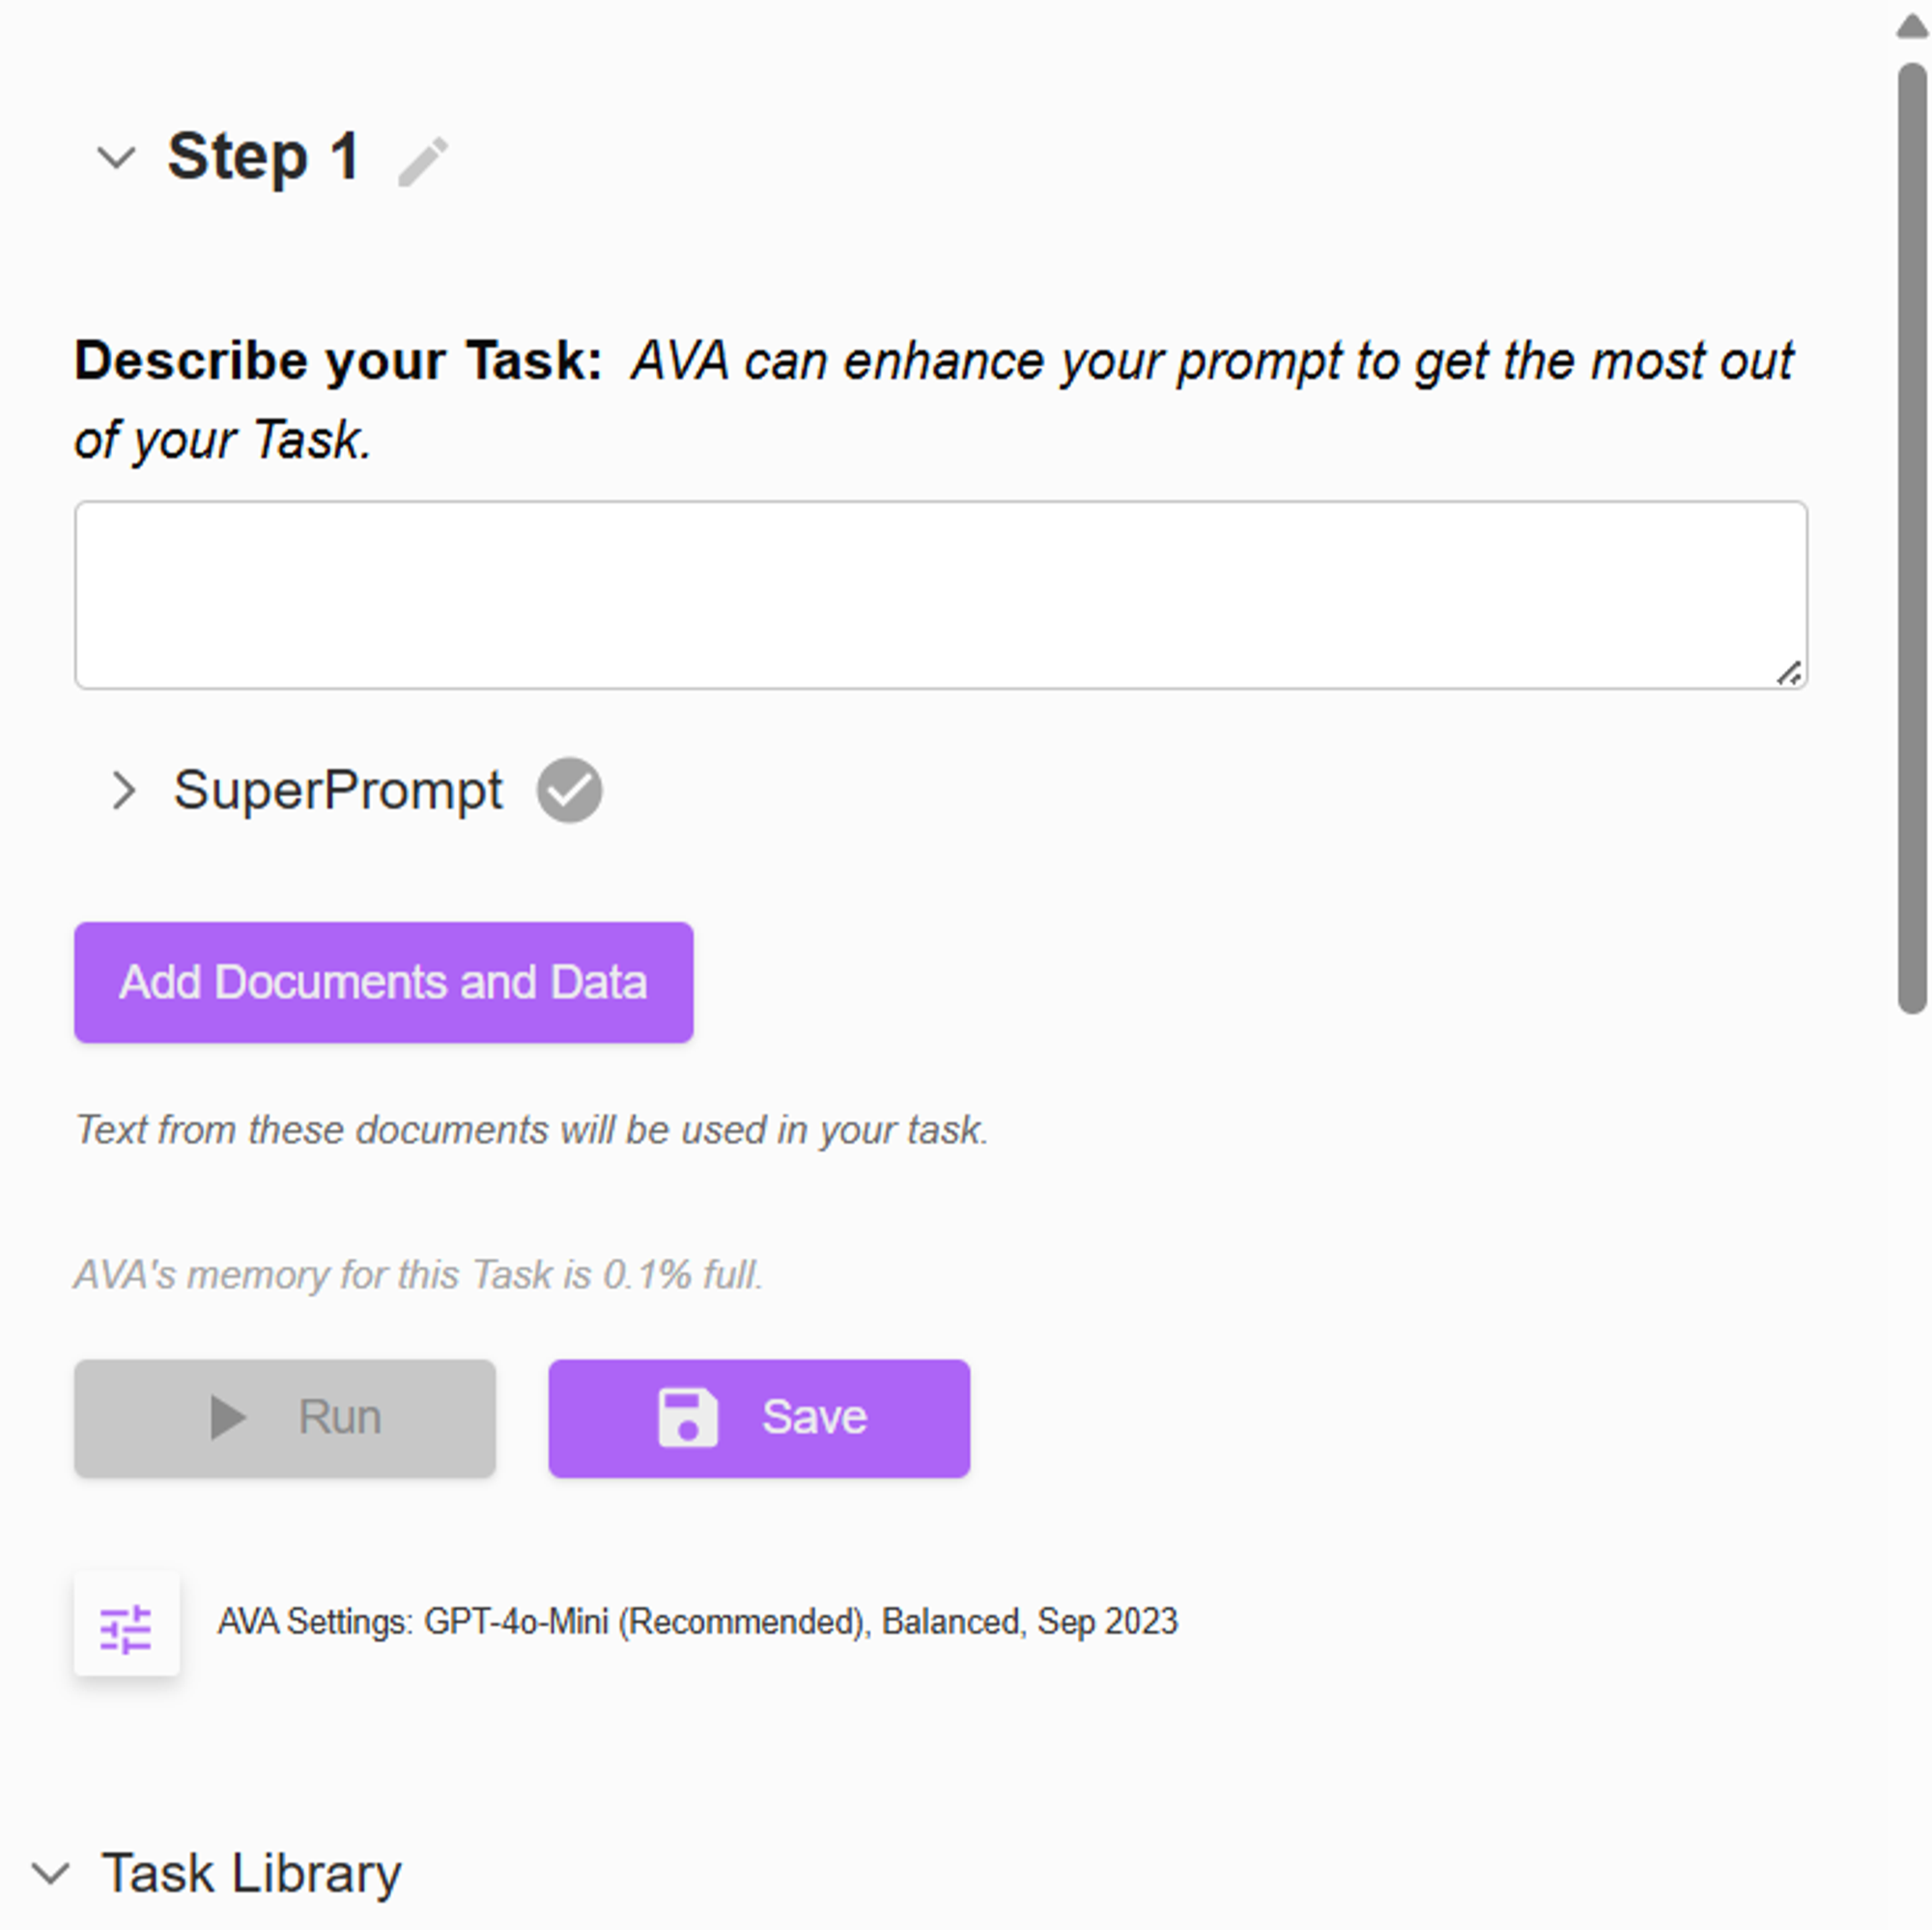 Step 1
Describe your Task: AVA can enhance your prompt to get the most out
of your Task.
SuperPrompt
Add Documents and Data
Text from these documents will be used in your task.
AVA's memory for this Task is 0.1% full.
Run Save
AVA Settings: GPT-4o-Mini (Recommended), Balanced, Sep 2023
Task Library